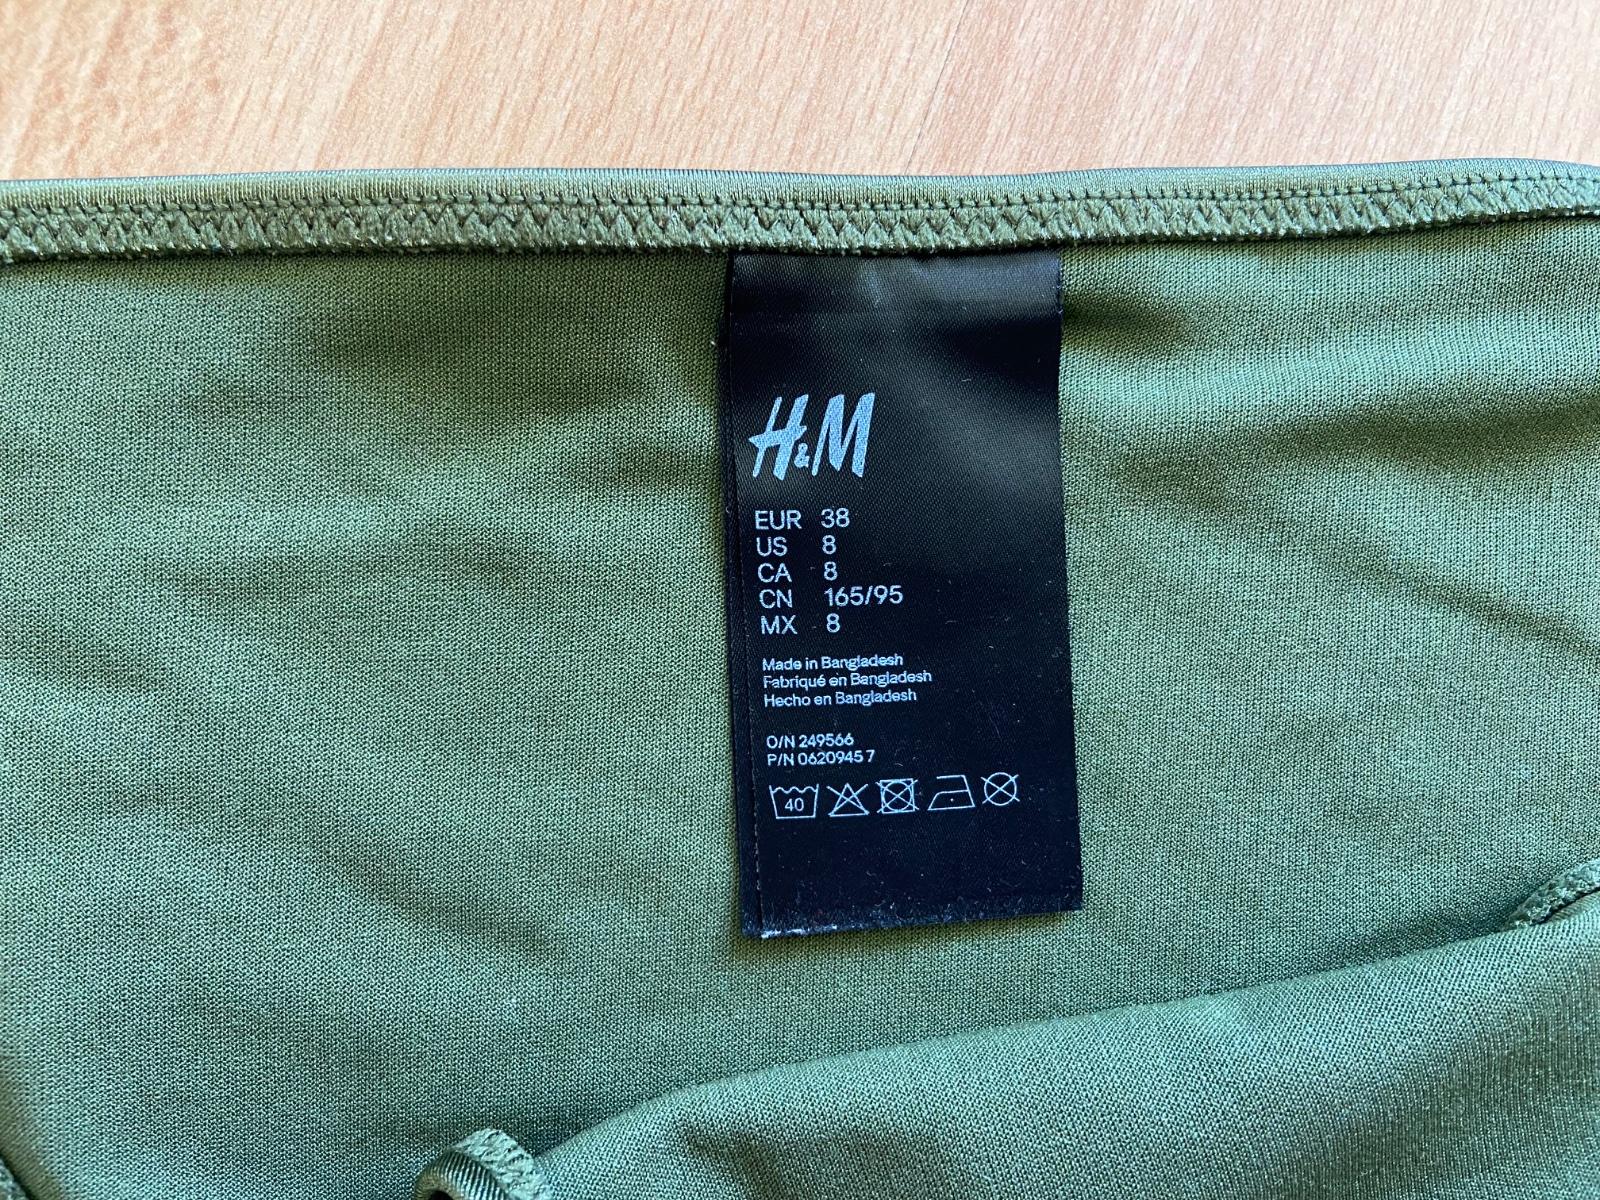 H&M
EUR 38
US 8
CA 8
CN 165/95
MX 8
Made in Bangladesh
Fabriqué en Bangladesh
Hecho en Bangladesh
O/N 249566
P/N 0620945 7
40